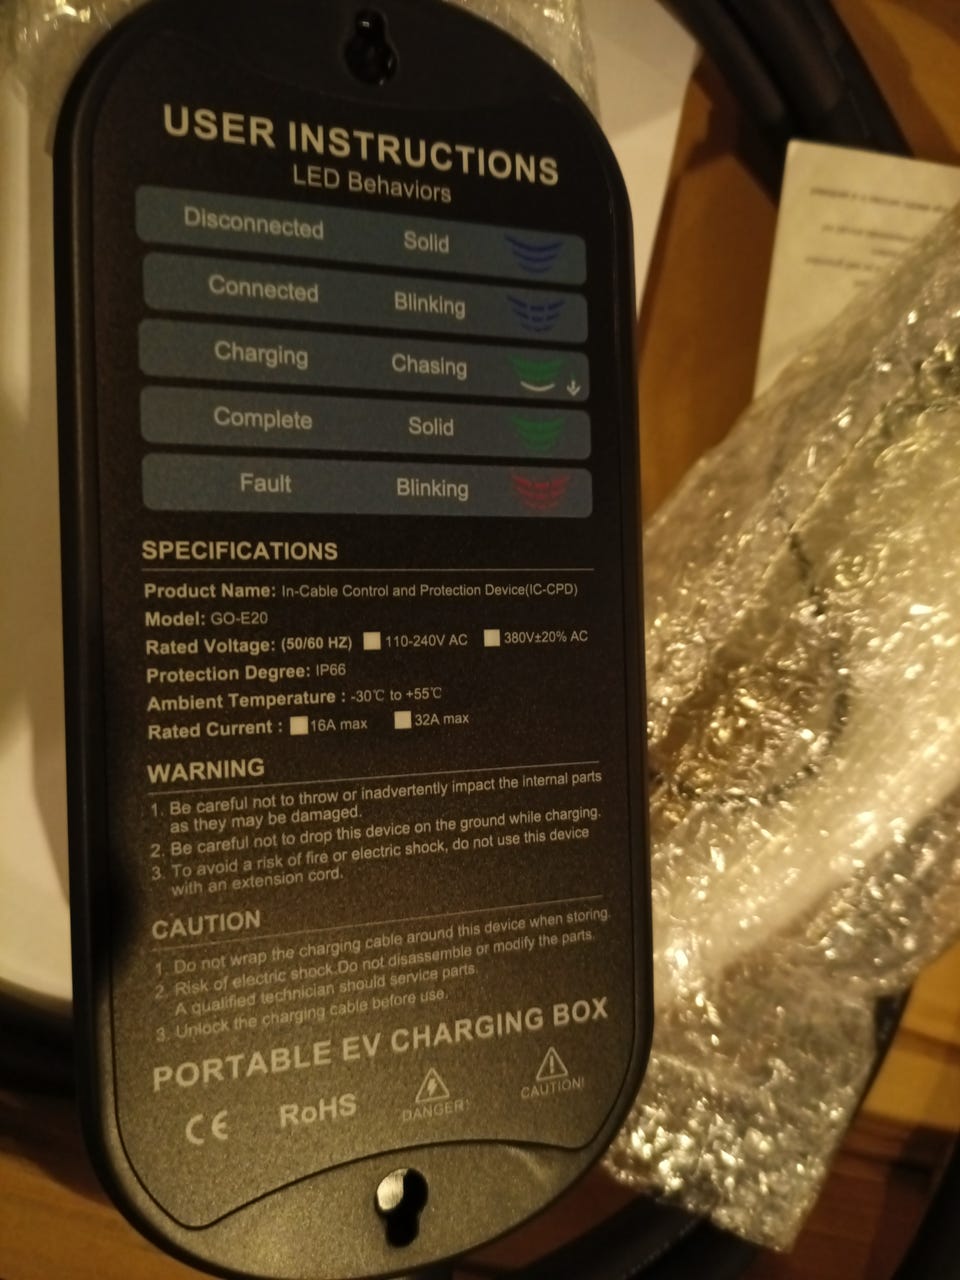 USER INSTRUCTIONS
LED Behaviors
Disconnected Solid
Connected Blinking
Charging Chasing
Complete Solid
Fault Blinking
SPECIFICATIONS
Product Name: In-Cable Control and Protection Device(IC-CPD)
Model: GO-E20
Rated Voltage: (50/60 HZ) 110-240V AC 380V±20% AC
Protection Degree: IP66
Ambient Temperature : -30℃ to +55℃
Rated Current : 16A max 32A max
WARNING
1. Be careful not to throw or inadvertently impact the internal parts
as they may be damaged.
2. Be careful not to drop this device on the ground while charging.
3. To avoid a risk of fire or electric shock, do not use this device
with an extension cord.
CAUTION
1. Do not wrap the charging cable around this device when storing.
2. Risk of electric shock.Do not disassemble or modify the parts.
A qualified technician should service parts.
3. Unlock the charging cable before use.
PORTABLE EV CHARGING BOX
CE RoHS DANGER! CAUTION!